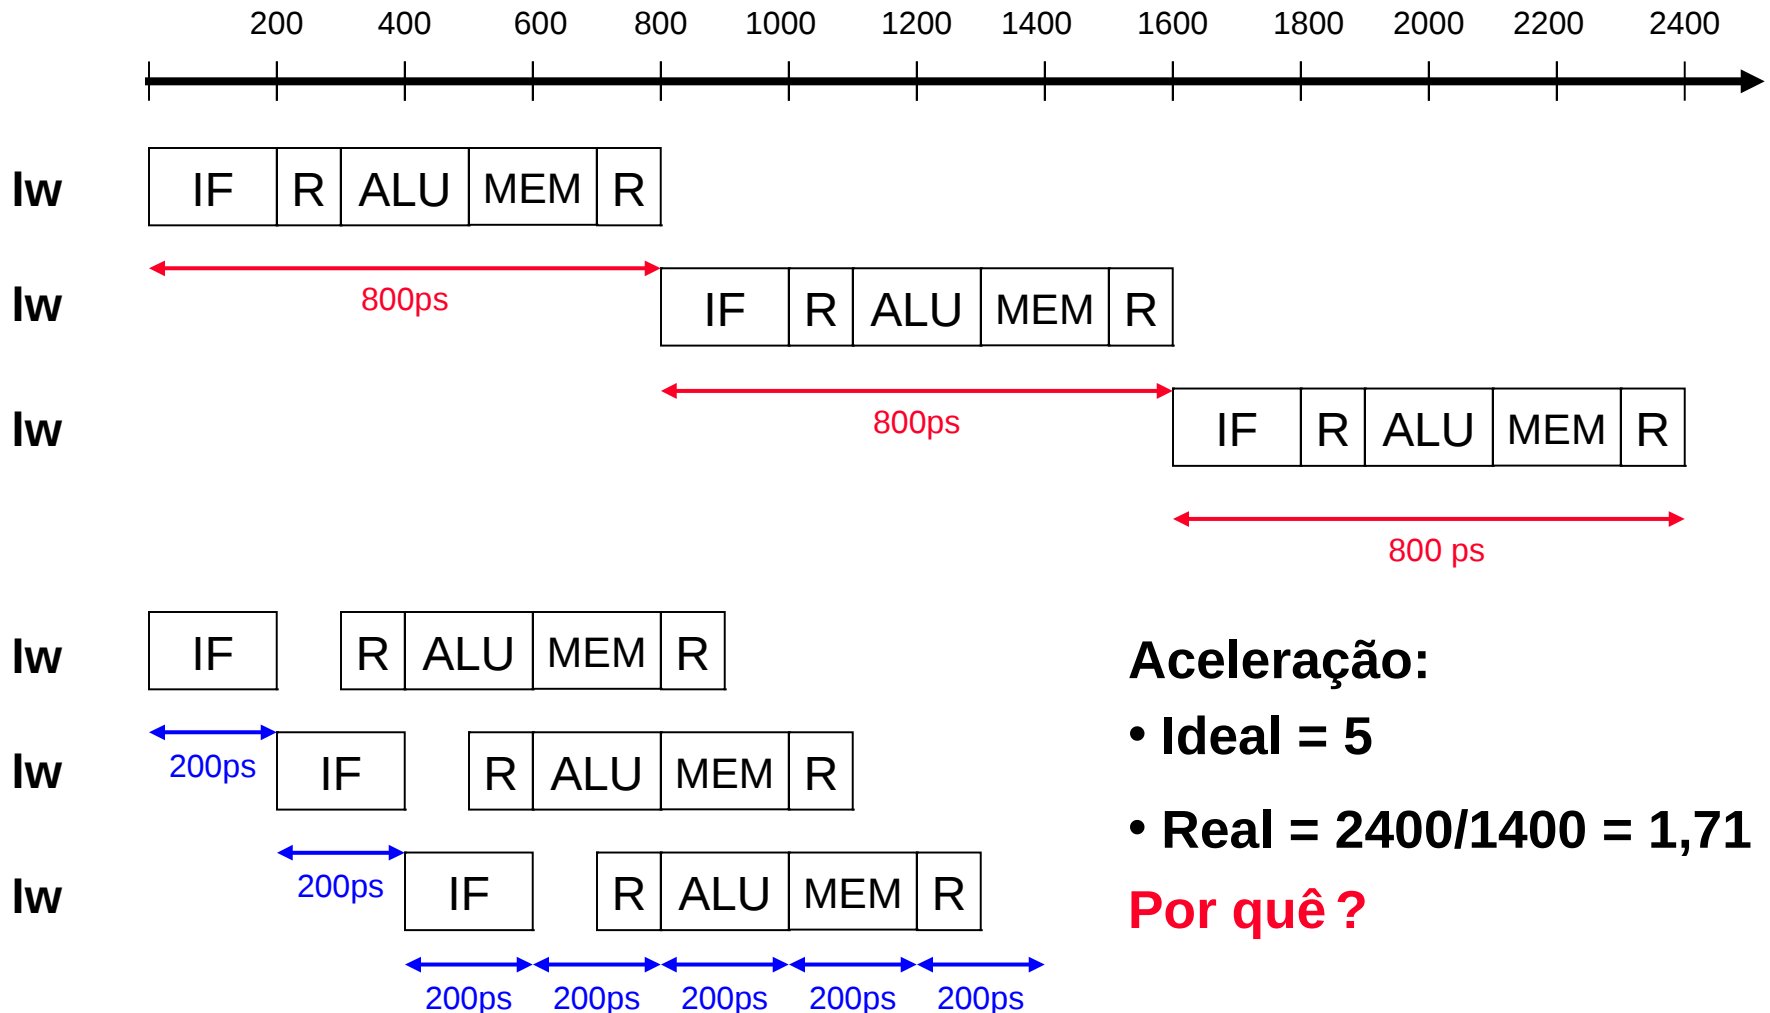 200 400 600 800 1000 1200 1400 1600 1800 2000 2200 2400
lw IF R ALU MEM R
800ps
lw IF R ALU MEM R
800ps
lw IF R ALU MEM R
800 ps
lw IF R ALU MEM R
200ps
lw IF R ALU MEM R
200ps
lw IF R ALU MEM R
200ps 200ps 200ps 200ps 200ps
Aceleração:
• Ideal = 5
• Real = 2400/1400 = 1,71
Por quê ?